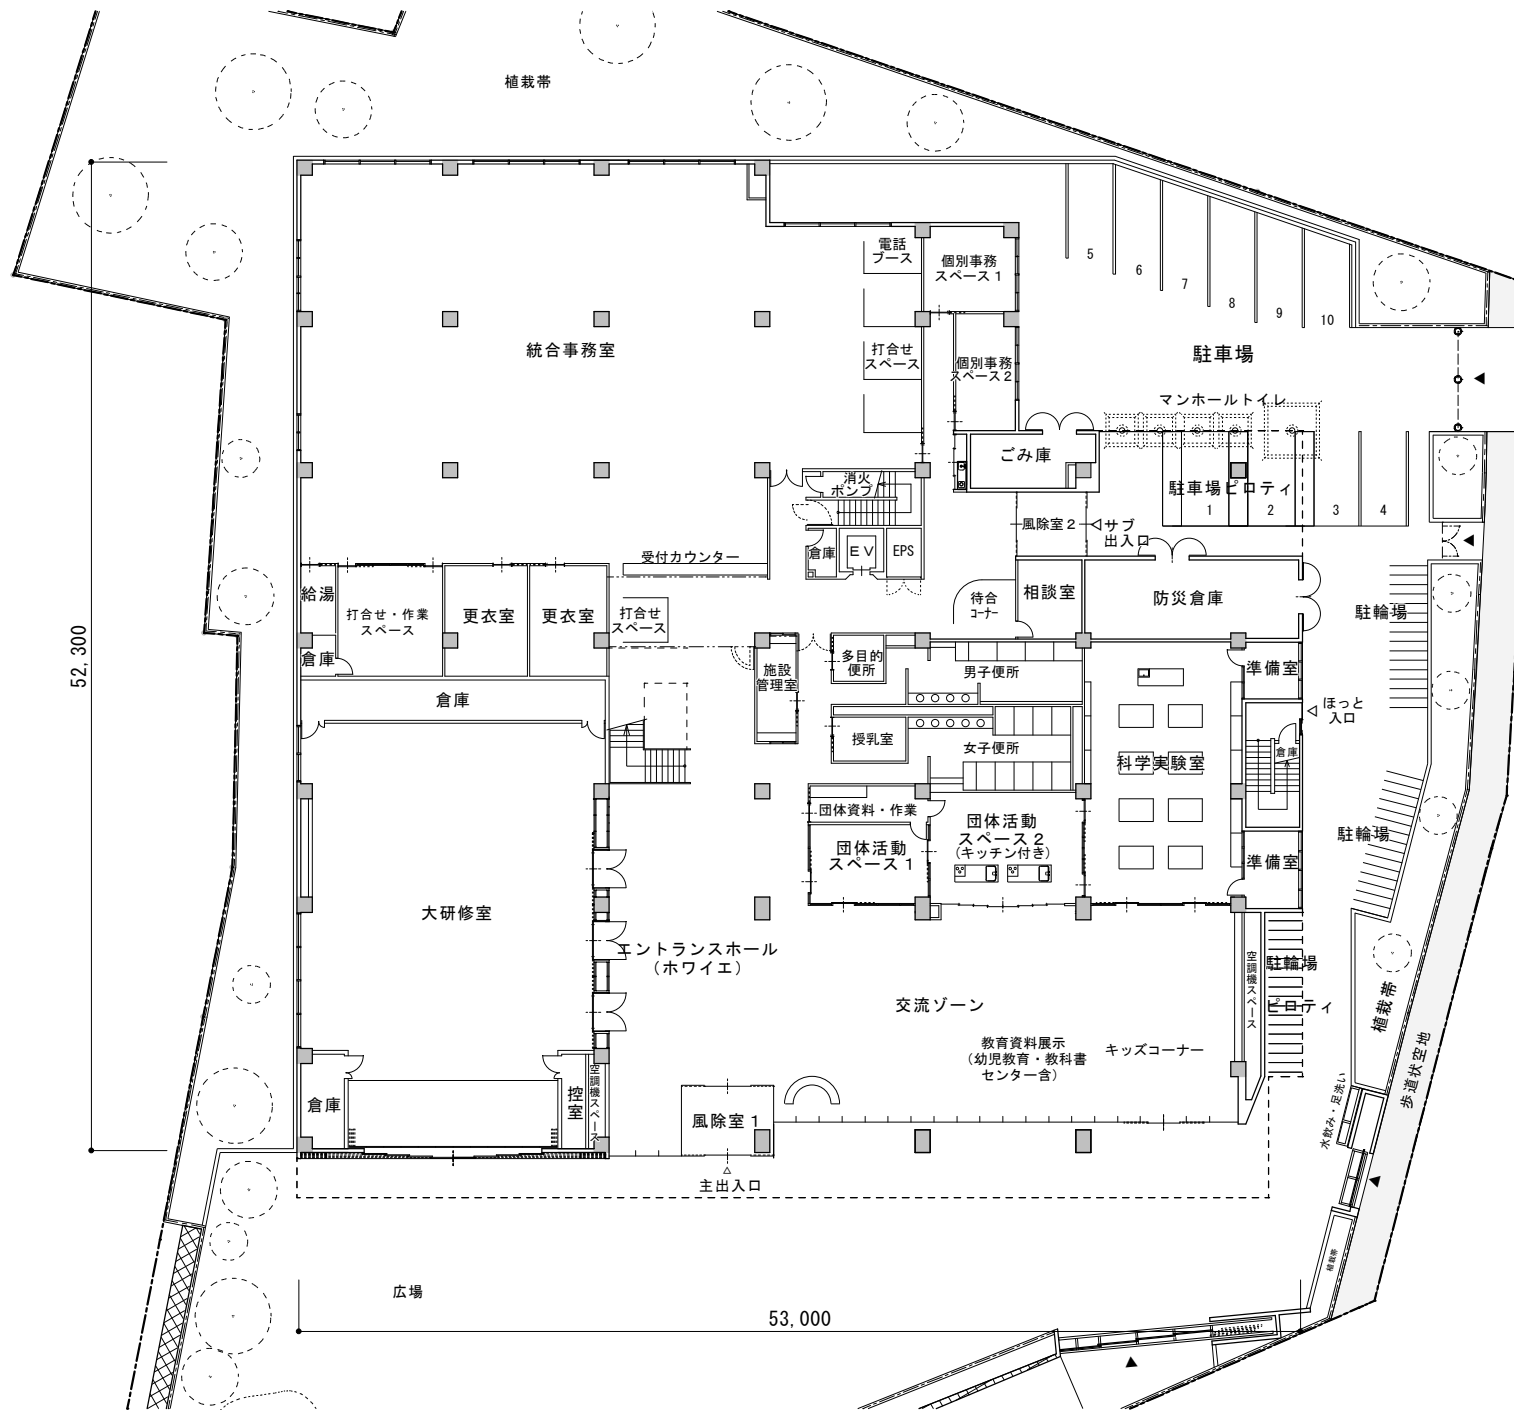 植栽帯
電話
ブース
個別事務
スペース1
5
6
7
8
9
10
統合事務室
打合せ
スペース
個別事務
スペース2
駐車場
マンホールトイレ
ごみ庫
消火
ポンプ
駐車場ピロティ
1
2
3
4
風除室2
サブ
出入口
受付カウンター
倉庫
EV
EPS
給湯
打合せ・作業
スペース
更衣室
更衣室
打合せ
スペース
待合
コーナー
相談室
防災倉庫
駐輪場
52,300
倉庫
施設
管理室
多目的
便所
男子便所
準備室
倉庫
ほっと
入口
授乳室
女子便所
倉庫
科学実験室
団体資料・作業
団体活動
スペース1
団体活動
スペース2
(キッチン付き)
駐輪場
準備室
大研修室
エントランスホール
(ホワイエ)
交流ゾーン
空調機スペース
駐輪場
ピロティ
植栽帯
歩道状空地
教育資料展示
(幼児教育・教科書
センター含)
キッズコーナー
倉庫
控室
空調機スペース
風除室1
水飲み・足洗い
主出入口
植栽帯
広場
53,000